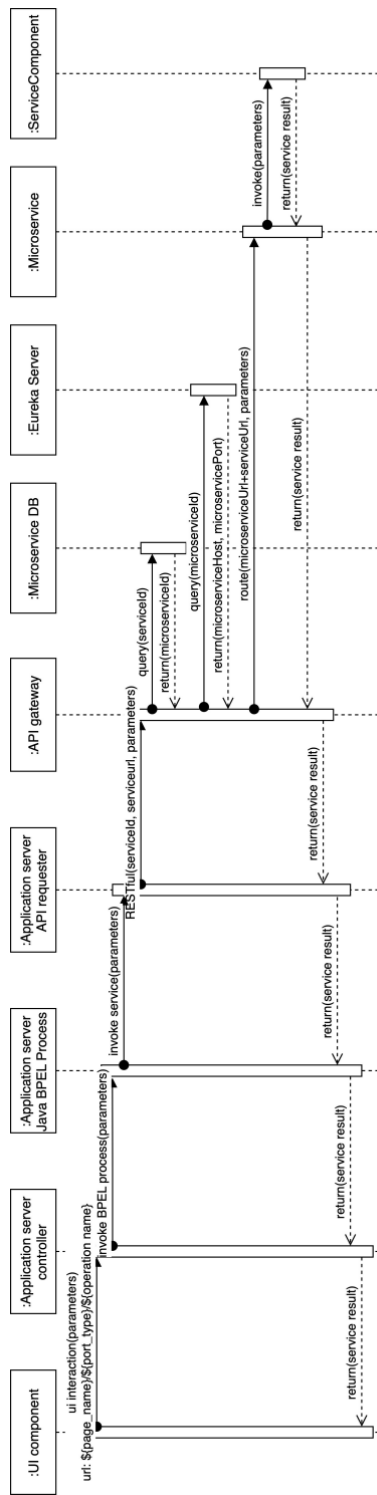 :UI component
:Application server
controller
:Application server
Java BPEL Process
:Application server
API requester
:API gateway
:Microservice DB
:Eureka Server
:Microservice
:ServiceComponent
ui interaction(parameters)
url: ${page_name}/${port_type}/${operation name}
invoke BPEL process(parameters)
invoke service(parameters)
RESTful(serviceId, serviceurl, parameters)
query(serviceId)
return(microserviceId)
query(microserviceId)
return(microserviceHost, microservicePort)
route(microserviceUrl+serviceUrl, parameters)
invoke(parameters)
return(service result)
return(service result)
return(service result)
return(service result)
return(service result)
return(service result)